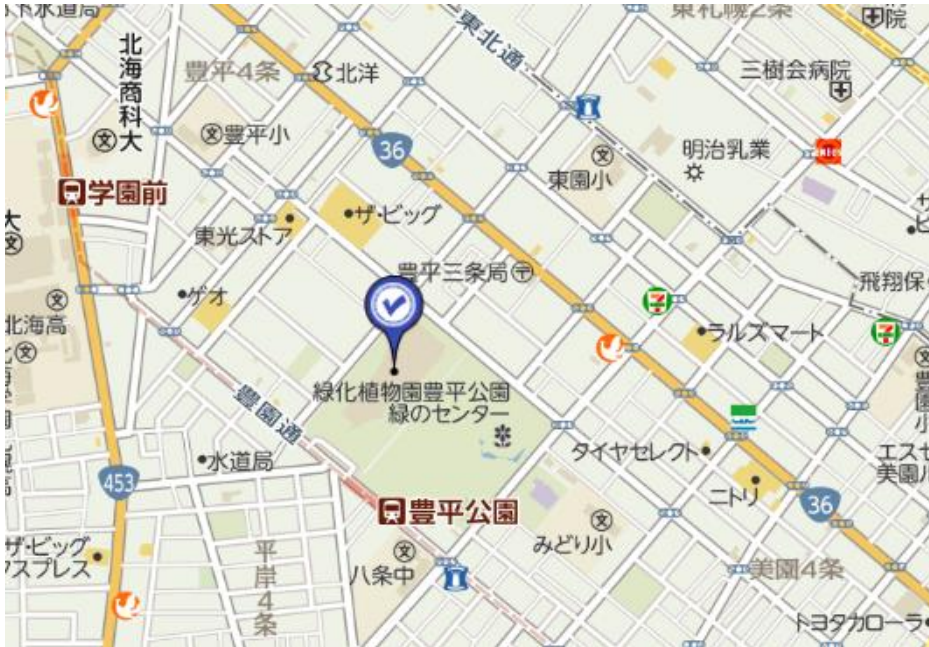 下水道局
東札幌2条
病院
北海商科大
豊平4条
北洋
東北通
三樹会病院
豊平小
36
明治乳業
東園小
学園前
ザ・ビッグ
東光ストア
豊平三条局
ゲオ
飛翔保
北海高
ラルズマート
緑化植物園豊平公園
緑のセンター
豊園通
水道局
タイヤセレクト
エスセ
美園
453
ニトリ
36
豊平公園
みどり小
ザ・ビッグ
平岸4条
八条中
美園4条
トヨタカローラ